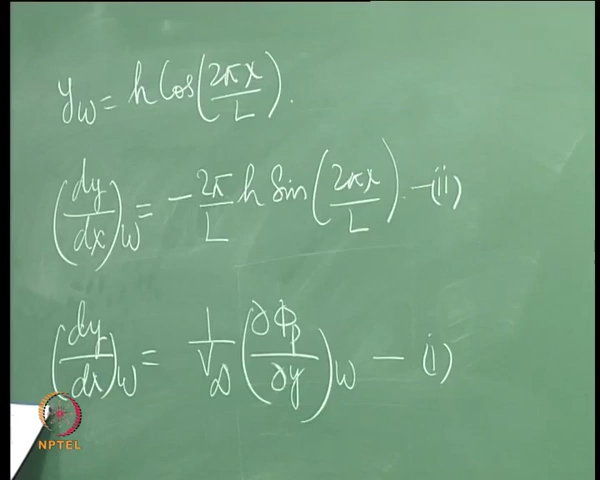 y_w = h Cos(2πx/L).
(dy/dx)_w = -2π/L h Sin(2πx/L) - (ii)
(dy/dx)_w = 1/V_∞ (∂Φ_p/∂y)_w - (i)
NPTEL